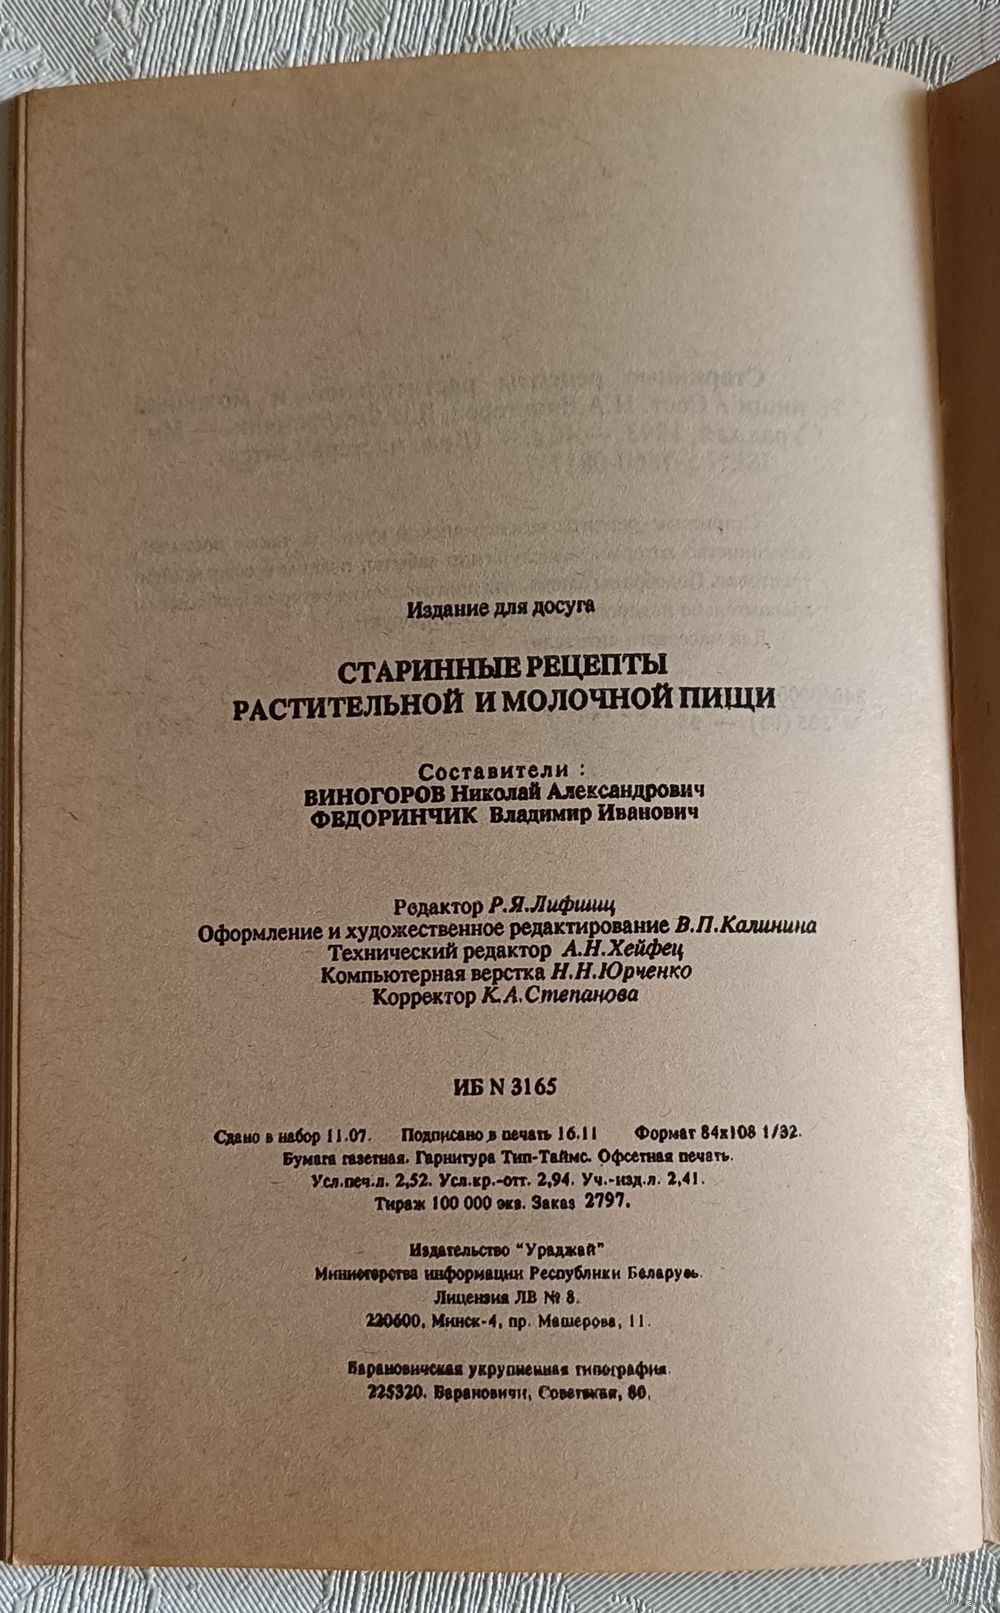 Издание для досуга
СТАРИННЫЕ РЕЦЕПТЫ
РАСТИТЕЛЬНОЙ И МОЛОЧНОЙ ПИЩИ
Составители :
ВИНОГОРОВ Николай Александрович
ФЕДОРИНЧИК Владимир Иванович
Редактор Р.Я.Лифшиц
Оформление и художественное редактирование В.П.Калинина
Технический редактор А.Н.Хейфец
Компьютерная верстка Н.Н.Юрченко
Корректор К.А.Степанова
ИБ N 3165
Сдано в набор 11.07. Подписано в печать 16.11 Формат 84х108 1/32.
Бумага газетная. Гарнитура Тип-Таймс. Офсетная печать.
Усл.печ.л. 2,52. Усл.кр.-отт. 2,94. Уч.-изд.л. 2,41.
Тираж 100 000 экз. Заказ 2797.
Издательство "Ураджай"
Министерства информации Республики Беларусь.
Лицензия ЛВ № 8.
220600, Минск-4, пр. Машерова, 11.
Барановичская укрупненная типография.
225320. Барановичи, Советская, 80.